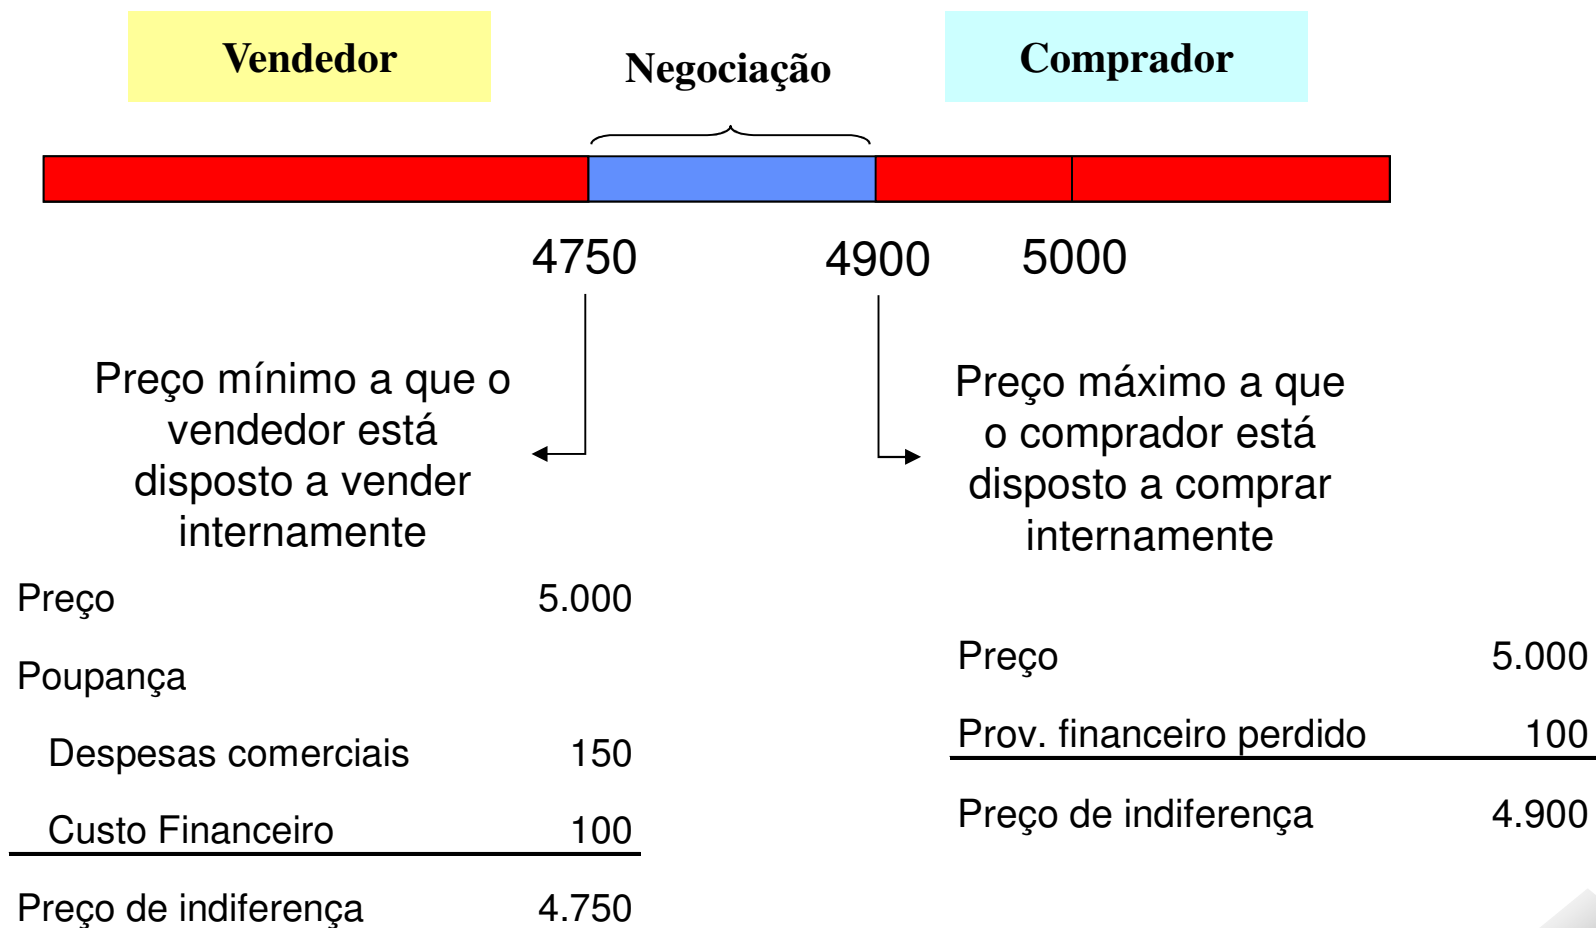 Vendedor
Negociação
Comprador
4750
4900
5000
Preço mínimo a que o
vendedor está
disposto a vender
internamente
Preço máximo a que
o comprador está
disposto a comprar
internamente
Preço 5.000
Poupança
Despesas comerciais 150
Custo Financeiro 100
Preço de indiferença 4.750
Preço 5.000
Prov. financeiro perdido 100
Preço de indiferença 4.900